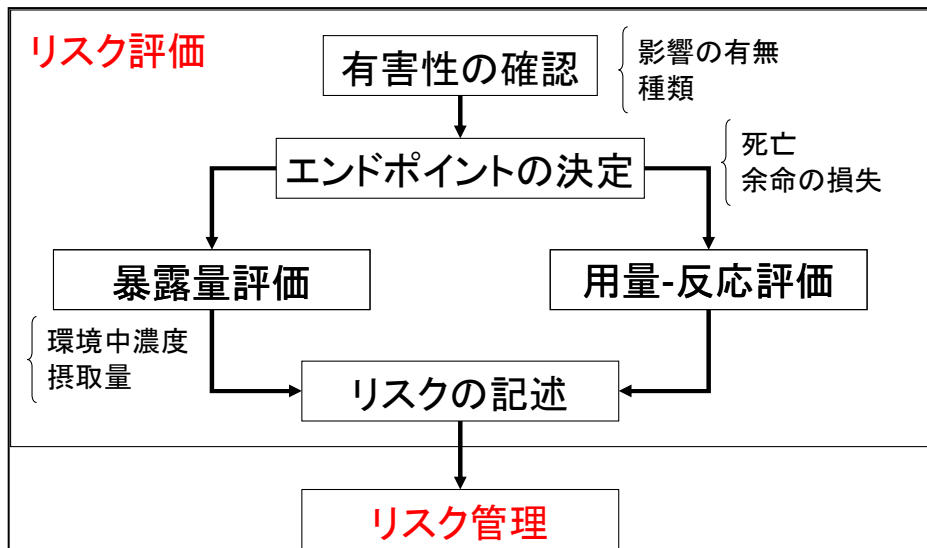 リスク評価
有害性の確認
影響の有無
種類
エンドポイントの決定
死亡
余命の損失
暴露量評価
用量-反応評価
環境中濃度
摂取量
リスクの記述
リスク管理